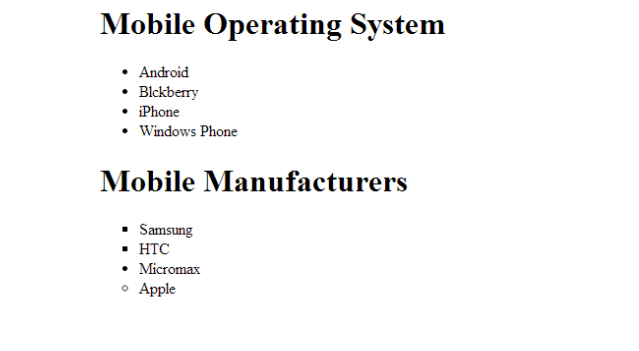 Mobile Operating System
• Android
• Blckberry
• iPhone
• Windows Phone
Mobile Manufacturers
▪ Samsung
▪ HTC
• Micromax
◦ Apple